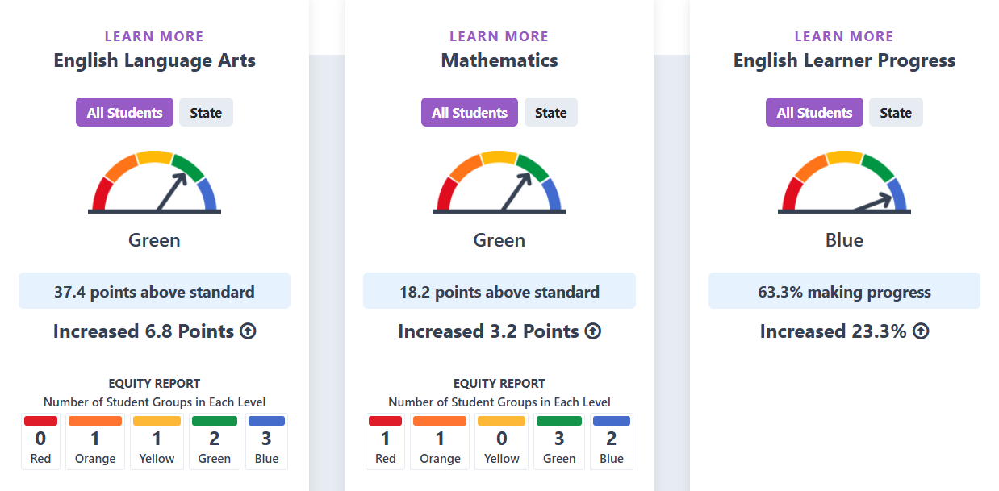 LEARN MORE
English Language Arts
All Students State
Green
37.4 points above standard
Increased 6.8 Points
EQUITY REPORT
Number of Student Groups in Each Level
0 1 1 2 3
Red Orange Yellow Green Blue
LEARN MORE
Mathematics
All Students State
Green
18.2 points above standard
Increased 3.2 Points
EQUITY REPORT
Number of Student Groups in Each Level
1 1 0 3 2
Red Orange Yellow Green Blue
LEARN MORE
English Learner Progress
All Students State
Blue
63.3% making progress
Increased 23.3%